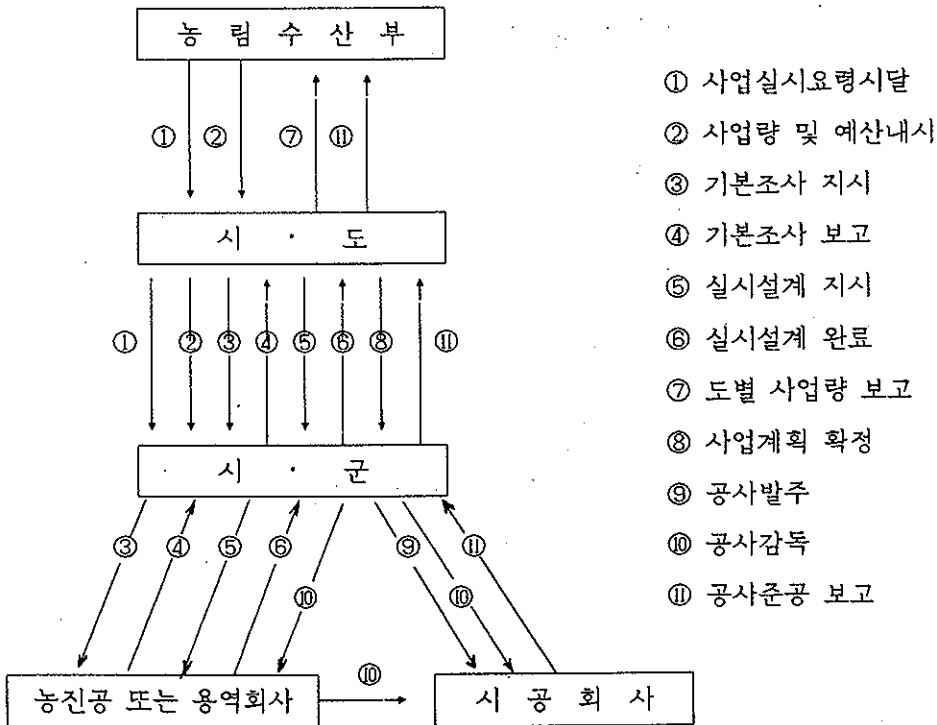 농 림 수 산 부
① ② ⑦ ⑪
시 · 도
① ② ③ ④ ⑤ ⑥ ⑧ ⑪
시 · 군
③ ④ ⑤ ⑥ ⑩ ⑨ ⑩ ⑪
농진공 또는 용역회사
⑩
시 공 회 사
① 사업실시요령시달
② 사업량 및 예산내시
③ 기본조사 지시
④ 기본조사 보고
⑤ 실시설계 지시
⑥ 실시설계 완료
⑦ 도별 사업량 보고
⑧ 사업계획 확정
⑨ 공사발주
⑩ 공사감독
⑪ 공사준공 보고